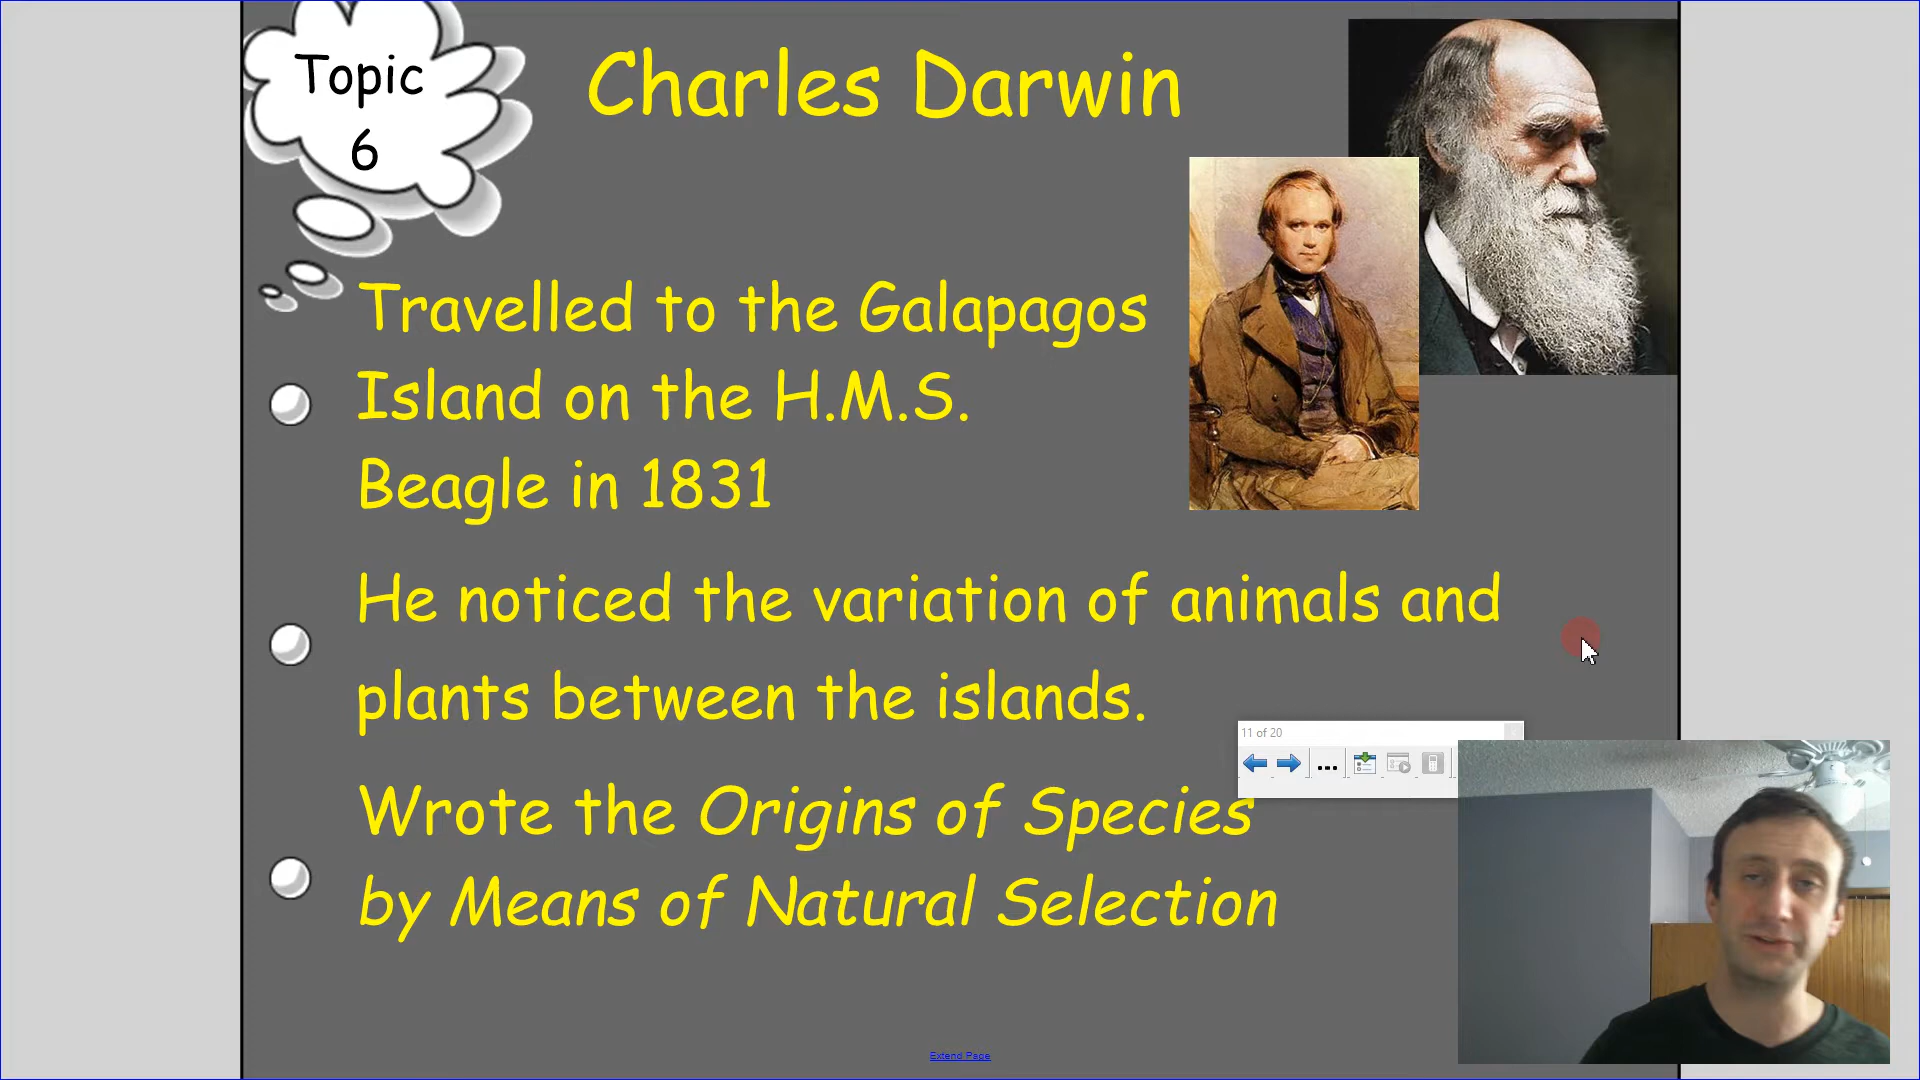 Topic
6
Charles Darwin
Travelled to the Galapagos
Island on the H.M.S.
Beagle in 1831
He noticed the variation of animals and
plants between the islands.
11 of 20
Wrote the Origins of Species
by Means of Natural Selection
Extend Page